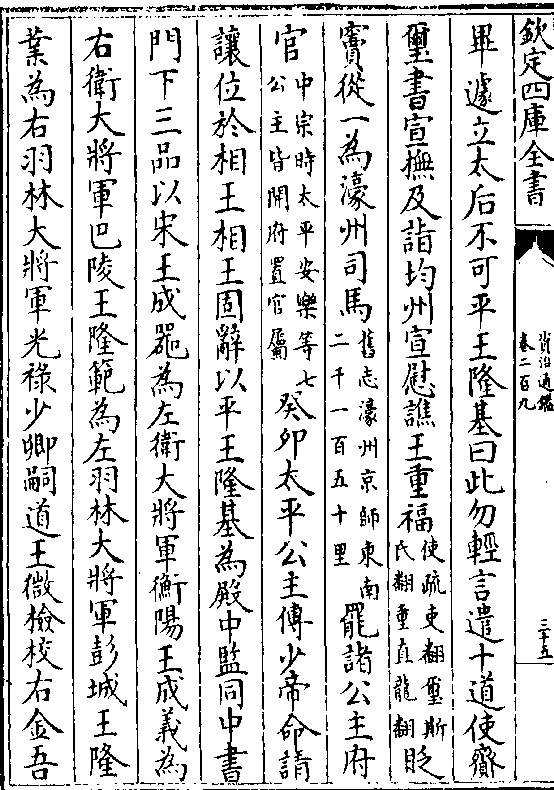 欽定四庫全書
資治通鑑
卷二百九
三十五
畢遽立太后不可平王隆基曰此勿輕言遣十道使齎
璽書宣撫及詣均州宣慰譙王重福使疏吏翻璽斯氏翻重直龍翻貶
竇從一為濠州司馬舊志濠州京師東南二千一百五十里罷諸公主府
官中宗時太平安樂等七公主皆開府置官屬癸卯太平公主傳少帝命請
讓位於相王相王固辭以平王隆基為殿中監同中書
門下三品以宋王成器為左衛大將軍衡陽王成義為
右衛大將軍巴陵王隆範為左羽林大將軍彭城王隆
業為右羽林大將軍光祿少卿嗣道王微檢校右金吾